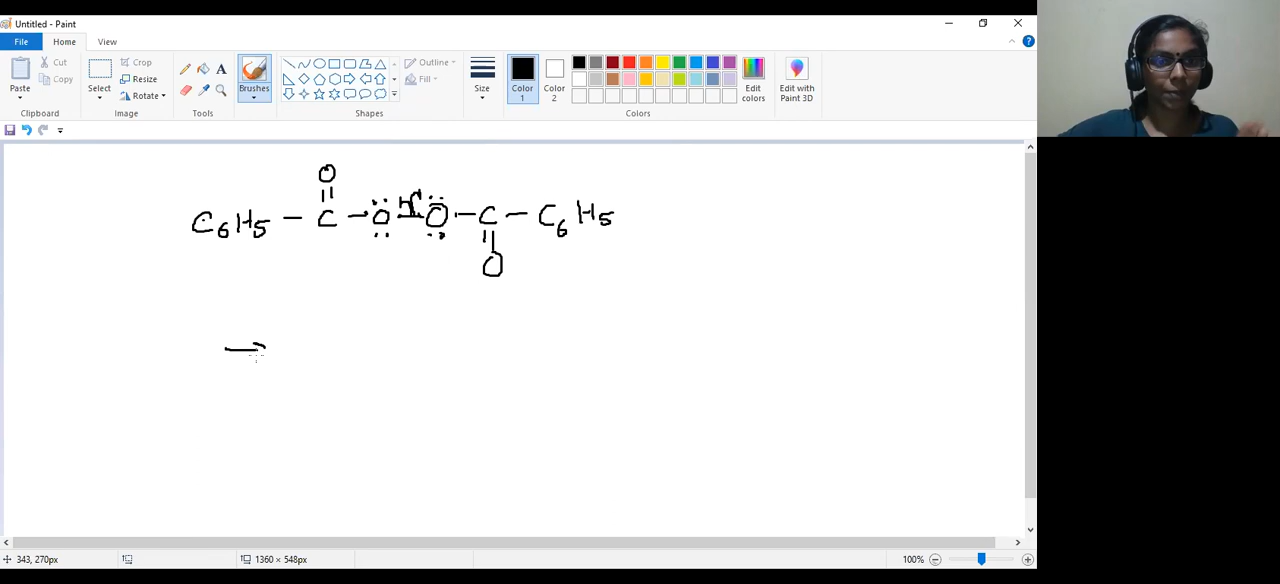 Untitled - Paint
File Home View
Cut
Copy
Paste
Clipboard
Crop
Resize
Rotate
Select
Image
A
Tools
Brushes
Outline
Fill
Shapes
Size
Color 1
Color 2
Colors
Edit colors
Edit with Paint 3D
O
C6H5 - C - O - O - C - C6H5
O
343, 270px 1360 × 548px 100%